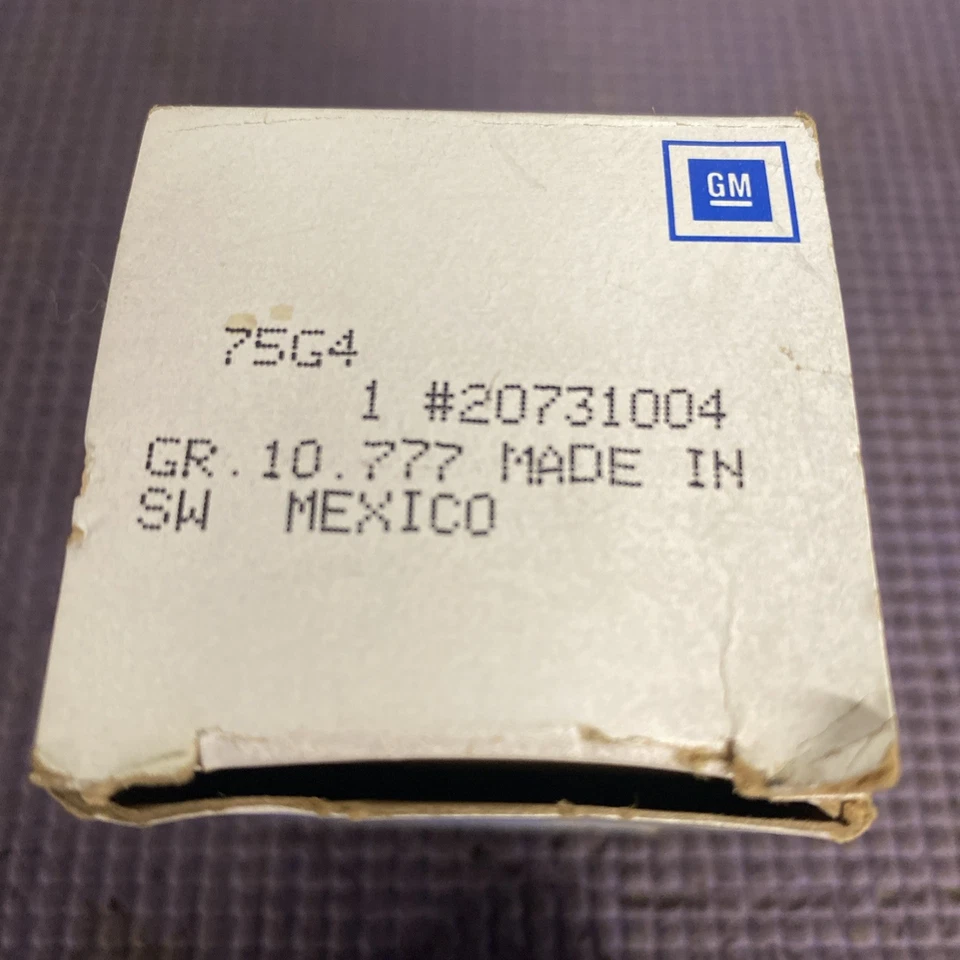 GM
75G4
1 #20731004
GR.10.777 MADE IN
SW MEXICO